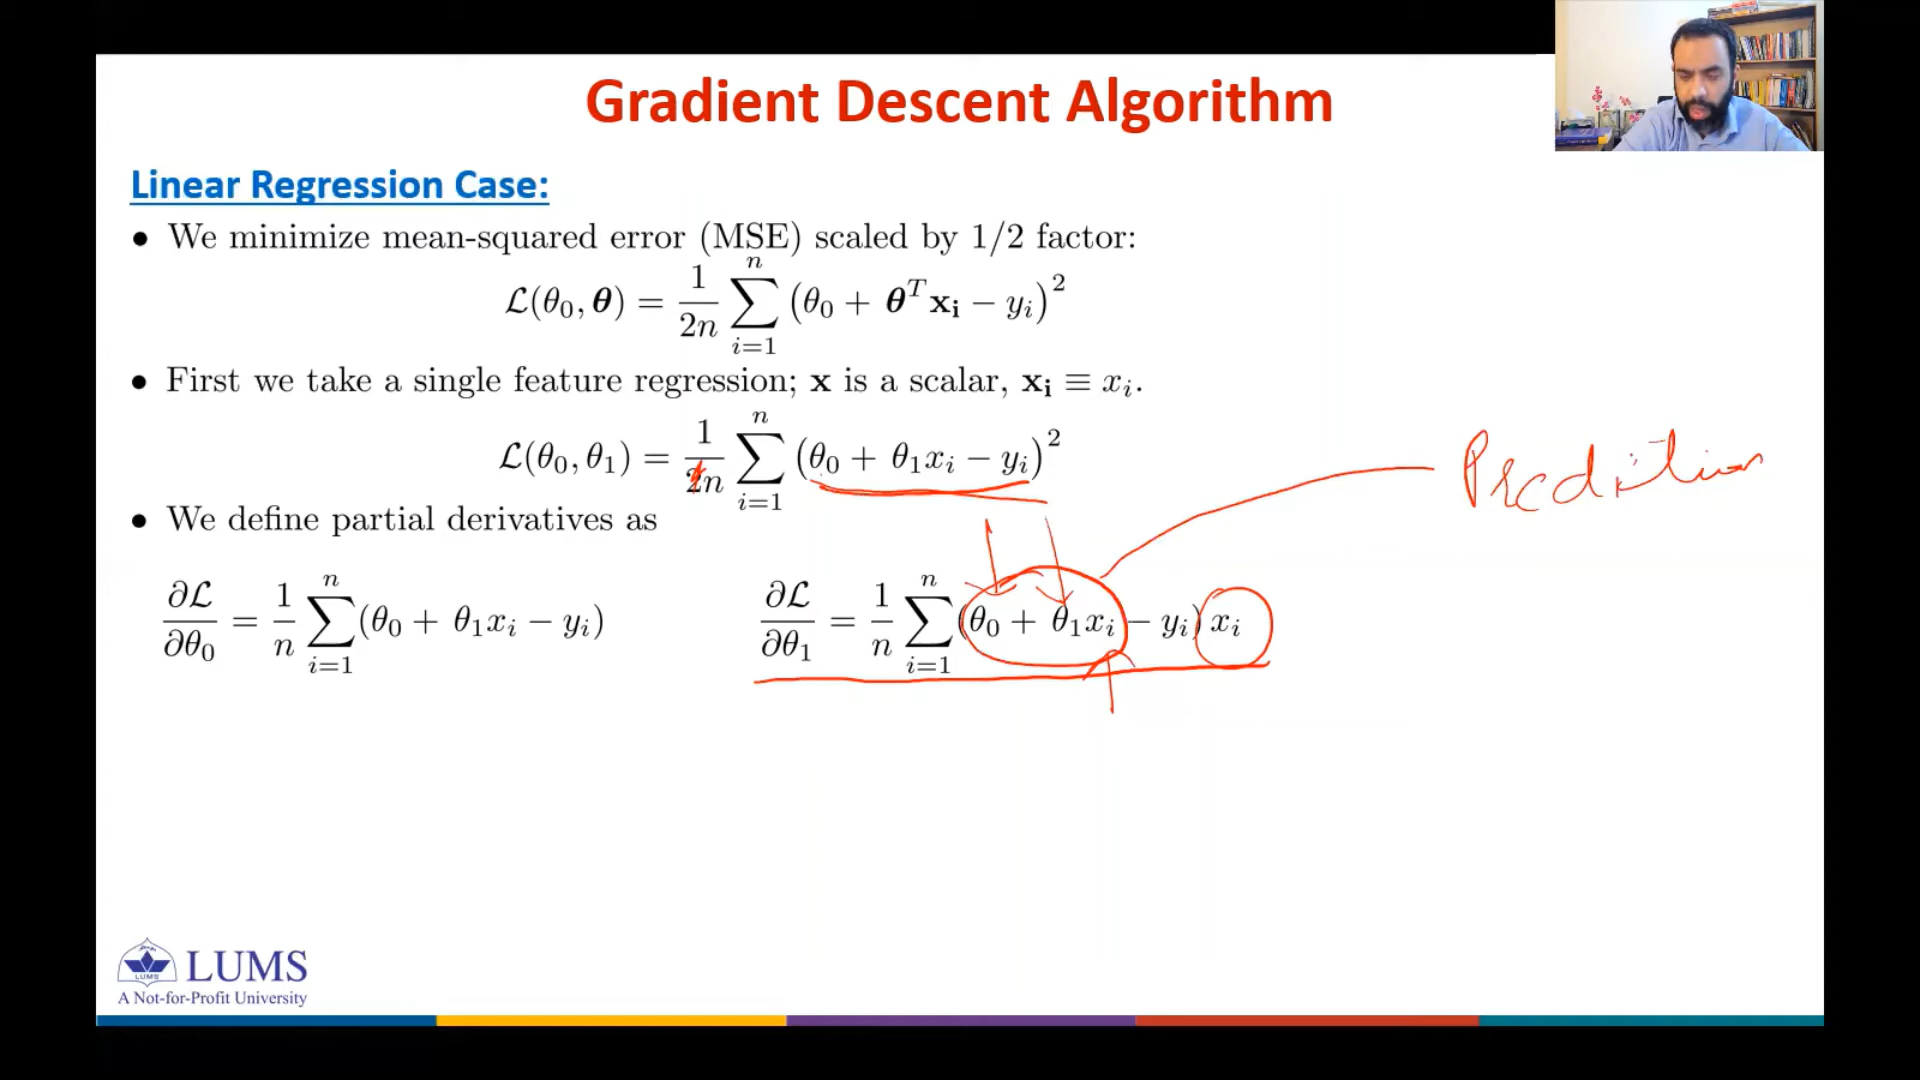 Gradient Descent Algorithm
Linear Regression Case:
• We minimize mean-squared error (MSE) scaled by 1/2 factor:
ℒ(θ₀, 𝛉) = 1/2n ∑ᵢ₌₁ⁿ (θ₀ + 𝛉ᵀ𝐱ᵢ − yᵢ)²
• First we take a single feature regression; 𝐱 is a scalar, 𝐱ᵢ ≡ xᵢ.
ℒ(θ₀, θ₁) = 1/2n ∑ᵢ₌₁ⁿ (θ₀ + θ₁xᵢ − yᵢ)²
Prediction
• We define partial derivatives as
∂ℒ/∂θ₀ = 1/n ∑ᵢ₌₁ⁿ (θ₀ + θ₁xᵢ − yᵢ)
∂ℒ/∂θ₁ = 1/n ∑ᵢ₌₁ⁿ (θ₀ + θ₁xᵢ − yᵢ) xᵢ
LUMS
LUMS
A Not-for-Profit University